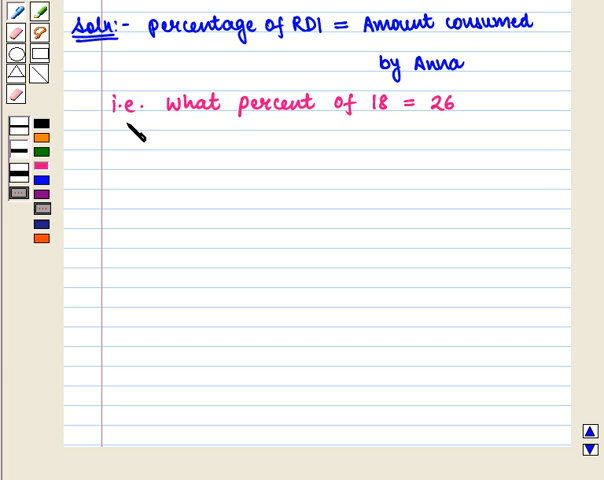 Soln:- percentage of RDI = Amount consumed
by Anna
i.e. What percent of 18 = 26